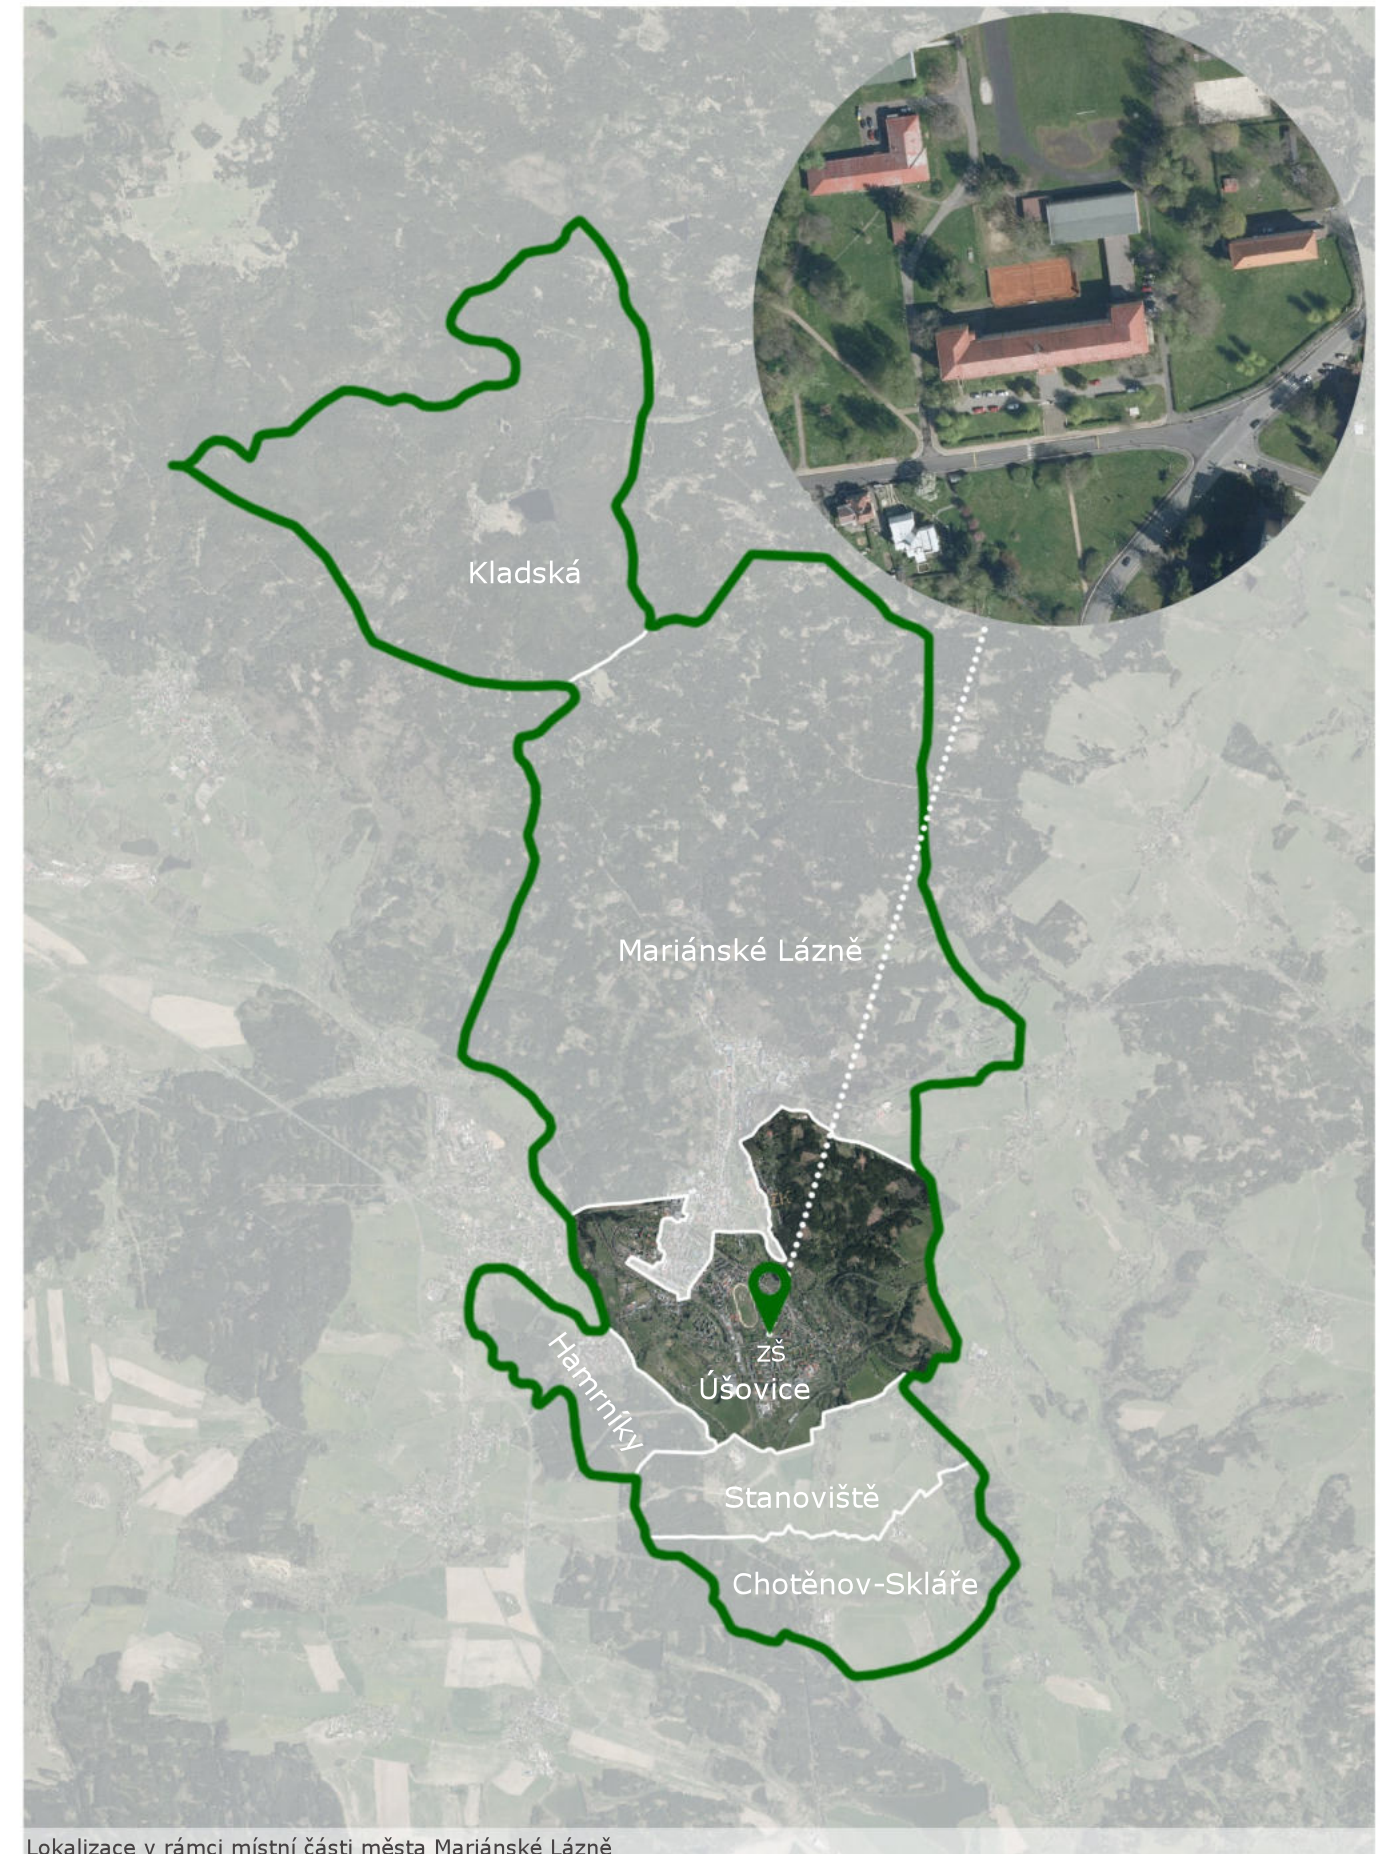 Kladská
Mariánské Lázně
ZŠ
Úšovice
Hamrníky
Stanoviště
Chotěnov-Skláře
Lokalizace v rámci místní části města Mariánské Lázně